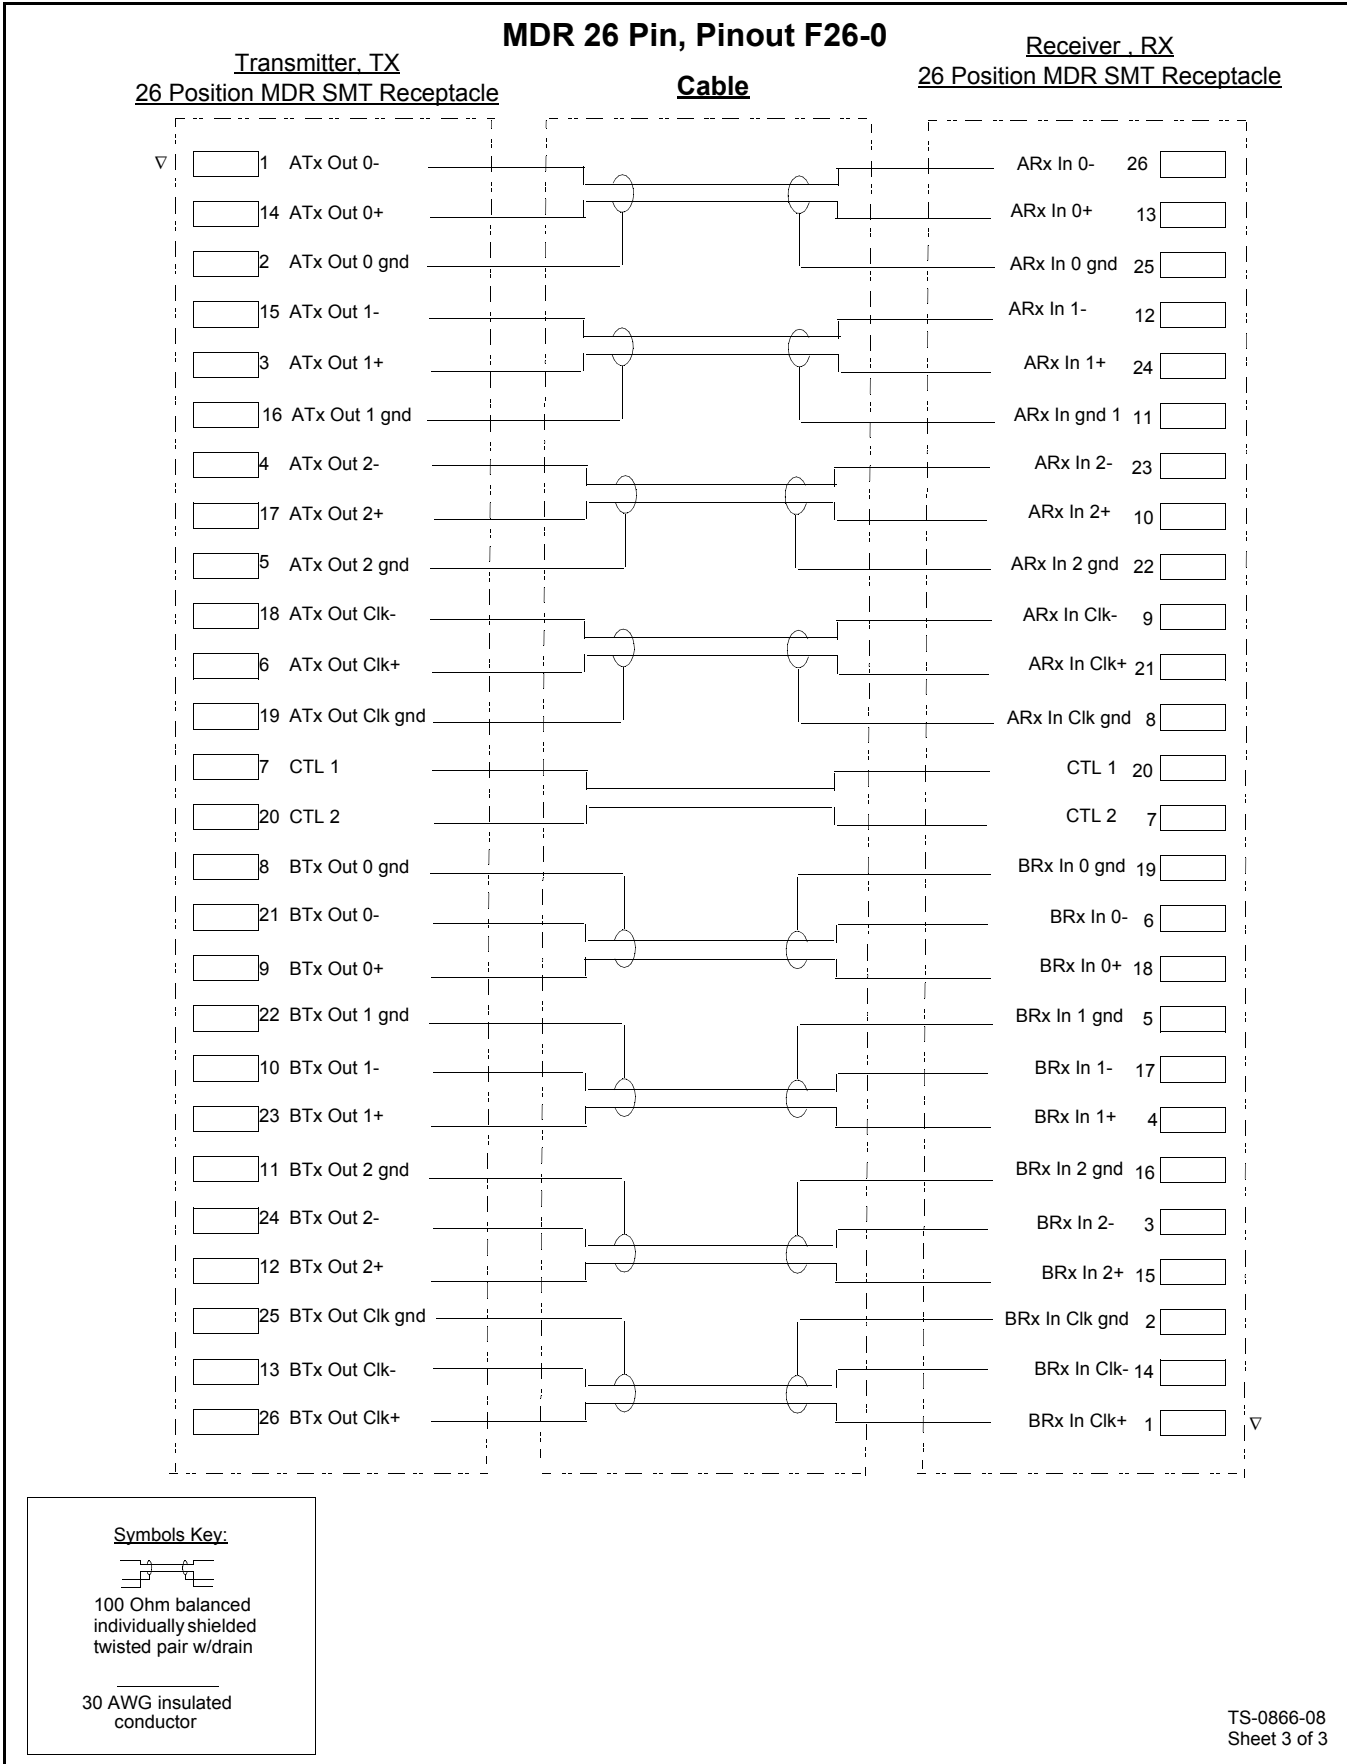 MDR 26 Pin, Pinout F26-0
Transmitter, TX
26 Position MDR SMT Receptacle
Cable
Receiver , RX
26 Position MDR SMT Receptacle
1 ATx Out 0-
ARx In 0- 26
14 ATx Out 0+
ARx In 0+ 13
2 ATx Out 0 gnd
ARx In 0 gnd 25
15 ATx Out 1-
ARx In 1- 12
3 ATx Out 1+
ARx In 1+ 24
16 ATx Out 1 gnd
ARx In gnd 1 11
4 ATx Out 2-
ARx In 2- 23
17 ATx Out 2+
ARx In 2+ 10
5 ATx Out 2 gnd
ARx In 2 gnd 22
18 ATx Out Clk-
ARx In Clk- 9
6 ATx Out Clk+
ARx In Clk+ 21
19 ATx Out Clk gnd
ARx In Clk gnd 8
7 CTL 1
CTL 1 20
20 CTL 2
CTL 2 7
8 BTx Out 0 gnd
BRx In 0 gnd 19
21 BTx Out 0-
BRx In 0- 6
9 BTx Out 0+
BRx In 0+ 18
22 BTx Out 1 gnd
BRx In 1 gnd 5
10 BTx Out 1-
BRx In 1- 17
23 BTx Out 1+
BRx In 1+ 4
11 BTx Out 2 gnd
BRx In 2 gnd 16
24 BTx Out 2-
BRx In 2- 3
12 BTx Out 2+
BRx In 2+ 15
25 BTx Out Clk gnd
BRx In Clk gnd 2
13 BTx Out Clk-
BRx In Clk- 14
26 BTx Out Clk+
BRx In Clk+ 1
Symbols Key:
100 Ohm balanced
individually shielded
twisted pair w/drain
30 AWG insulated
conductor
TS-0866-08
Sheet 3 of 3